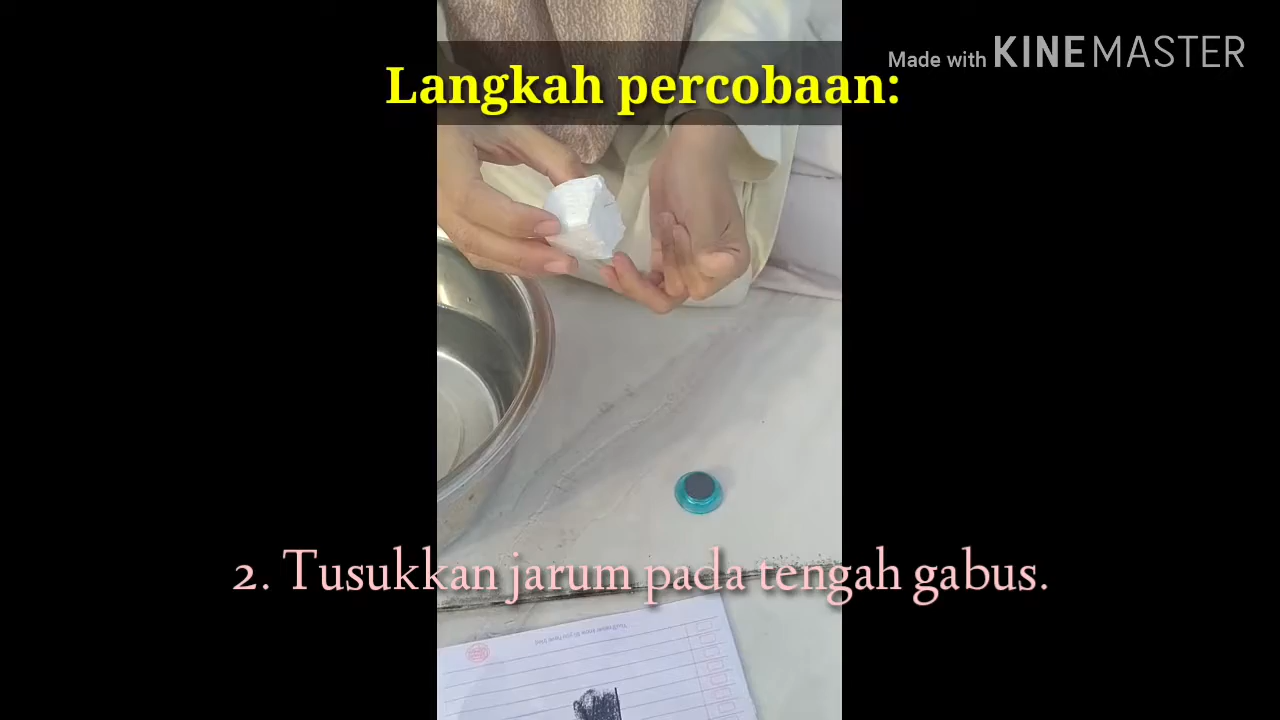 Made with KINEMASTER
Langkah percobaan:
2. Tusukkan jarum pada tengah gabus.